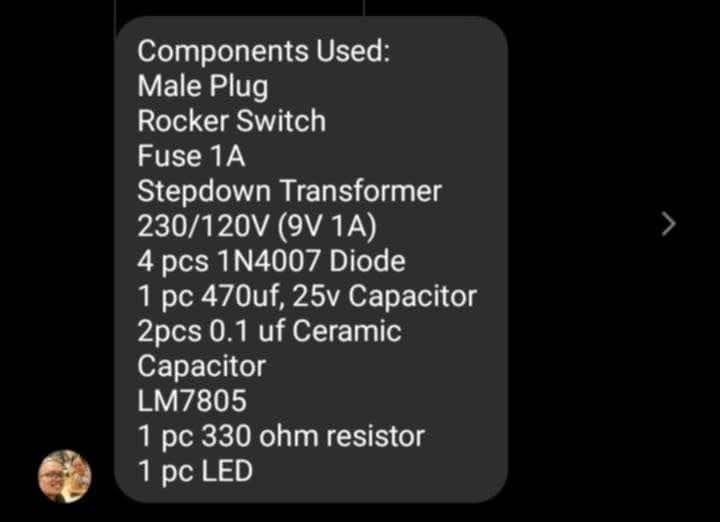 Components Used:
Male Plug
Rocker Switch
Fuse 1A
Stepdown Transformer
230/120V (9V 1A)
4 pcs 1N4007 Diode
1 pc 470uf, 25v Capacitor
2pcs 0.1 uf Ceramic
Capacitor
LM7805
1 pc 330 ohm resistor
1 pc LED